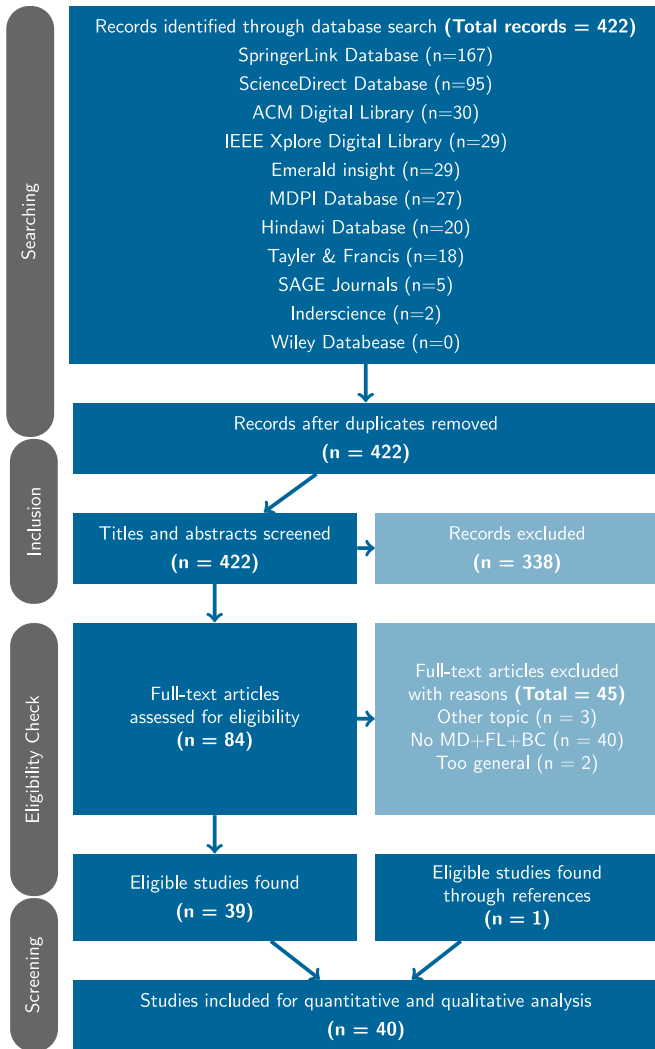 Searching
Records identified through database search (Total records = 422)
SpringerLink Database (n=167)
ScienceDirect Database (n=95)
ACM Digital Library (n=30)
IEEE Xplore Digital Library (n=29)
Emerald insight (n=29)
MDPI Database (n=27)
Hindawi Database (n=20)
Tayler & Francis (n=18)
SAGE Journals (n=5)
Inderscience (n=2)
Wiley Databease (n=0)
Records after duplicates removed
(n = 422)
Inclusion
Titles and abstracts screened
(n = 422)
Records excluded
(n = 338)
Eligibility Check
Full-text articles
assessed for eligibility
(n = 84)
Full-text articles excluded
with reasons (Total = 45)
Other topic (n = 3)
No MD+FL+BC (n = 40)
Too general (n = 2)
Eligible studies found
(n = 39)
Eligible studies found
through references
(n = 1)
Screening
Studies included for quantitative and qualitative analysis
(n = 40)